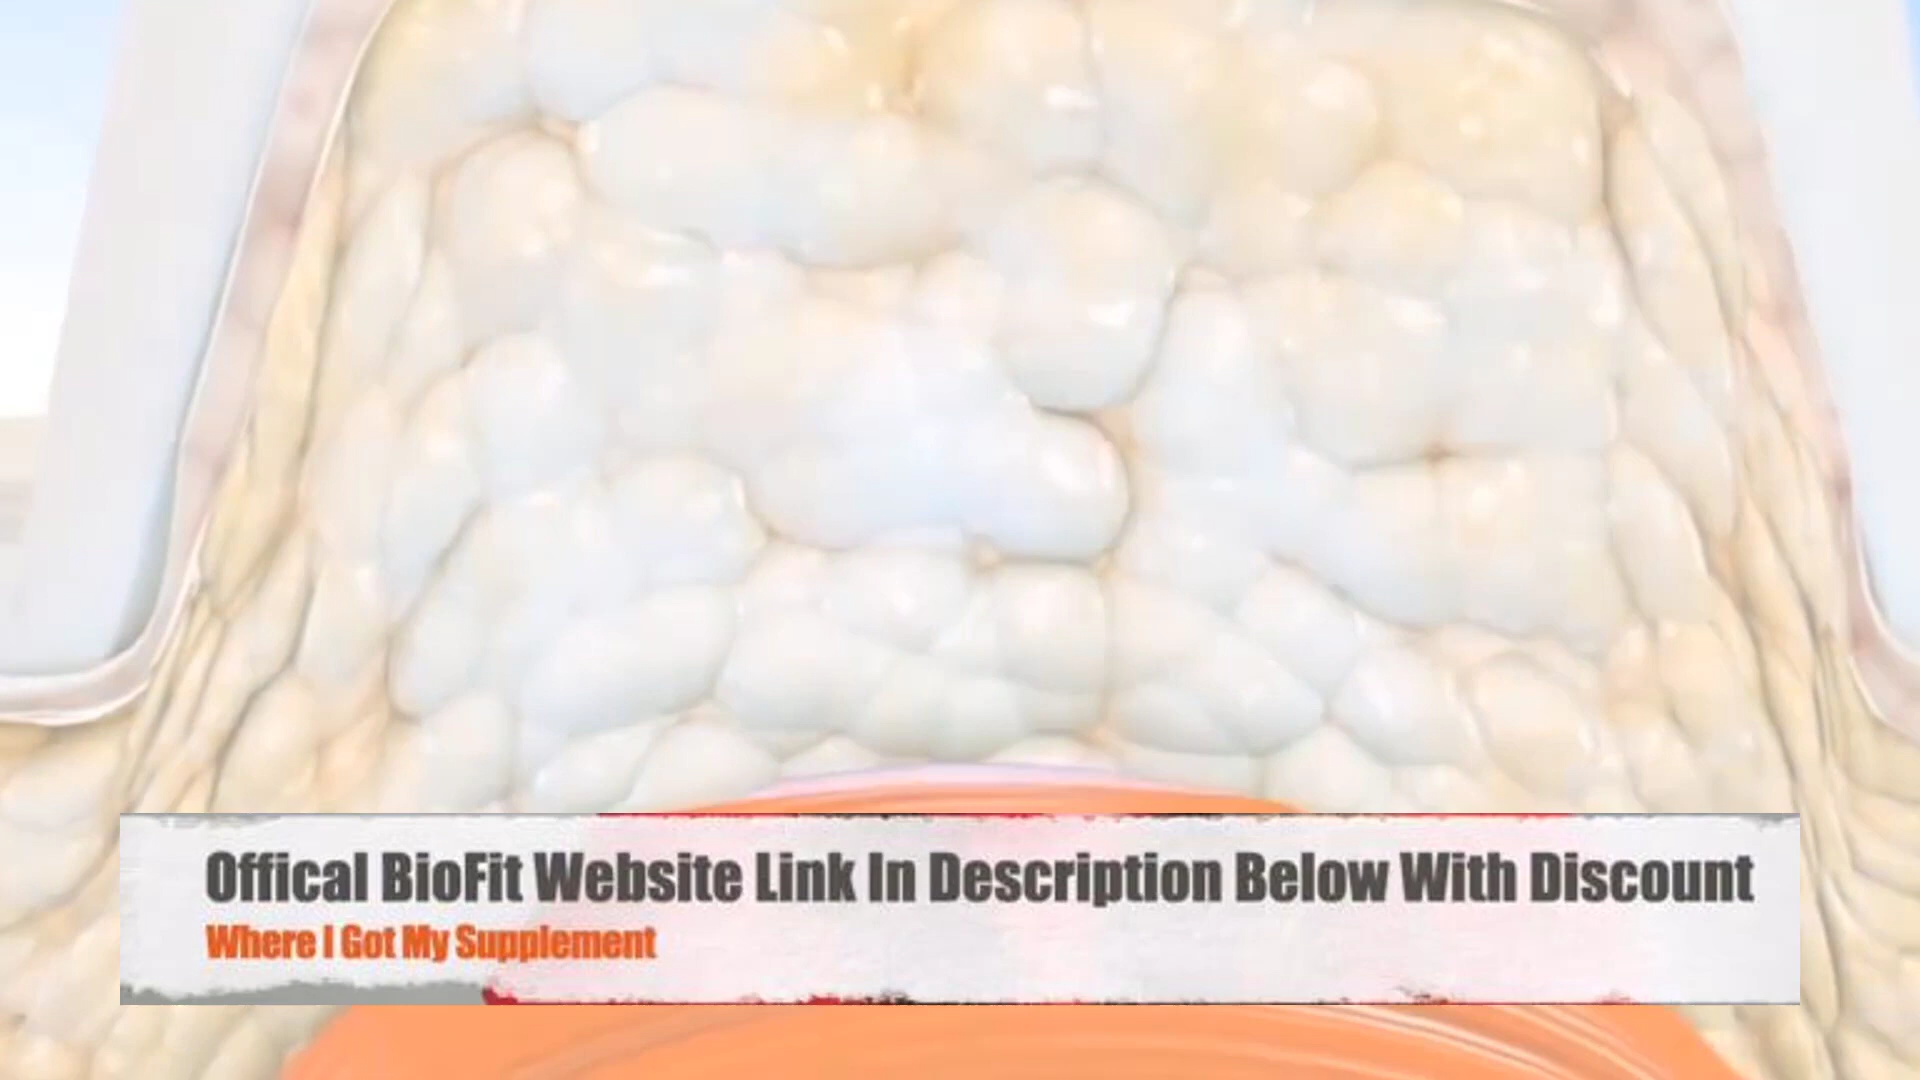 Offical BioFit Website Link In Description Below With Discount
Where I Got My Supplement